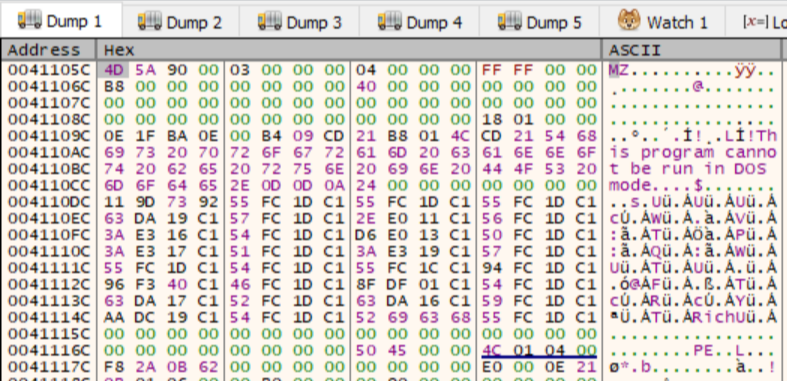 Dump 1 Dump 2 Dump 3 Dump 4 Dump 5 Watch 1 [x=] Lo
Address Hex ASCII
0041105C 4D 5A 90 00 03 00 00 00 04 00 00 00 FF FF 00 00 MZ..........ÿÿ..
0041106C B8 00 00 00 00 00 00 00 40 00 00 00 00 00 00 00 ¸.......@.......
0041107C 00 00 00 00 00 00 00 00 00 00 00 00 00 00 00 00 ................
0041108C 00 00 00 00 00 00 00 00 00 00 00 00 18 01 00 00 ................
0041109C 0E 1F BA 0E 00 B4 09 CD 21 B8 01 4C CD 21 54 68 ..º..´.Í!¸.LÍ!Th
004110AC 69 73 20 70 72 6F 67 72 61 6D 20 63 61 6E 6E 6F is program canno
004110BC 74 20 62 65 20 72 75 6E 20 69 6E 20 44 4F 53 20 t be run in DOS
004110CC 6D 6F 64 65 2E 0D 0D 0A 24 00 00 00 00 00 00 00 mode....$.......
004110DC 11 9D 73 92 55 FC 1D C1 55 FC 1D C1 55 FC 1D C1 ..s.Uü.ÁUü.ÁUü.Á
004110EC 63 DA 19 C1 57 FC 1D C1 2E E0 11 C1 56 FC 1D C1 cÚ.ÁWü.Á.à.ÁVü.Á
004110FC 3A E3 16 C1 54 FC 1D C1 D6 E0 13 C1 50 FC 1D C1 :ã.ÁTü.ÁÖà.ÁPü.Á
0041110C 3A E3 17 C1 51 FC 1D C1 3A E3 19 C1 57 FC 1D C1 :ã.ÁQü.Á:ã.ÁWü.Á
0041111C 55 FC 1D C1 54 FC 1D C1 55 FC 1C C1 94 FC 1D C1 Uü.ÁTü.ÁUü.Á.ü.Á
0041112C 96 F3 40 C1 46 FC 1D C1 8F DF 01 C1 54 FC 1D C1 .ó@ÁFü.Á.ß.ÁTü.Á
0041113C 63 DA 17 C1 52 FC 1D C1 63 DA 16 C1 59 FC 1D C1 cÚ.ÁRü.ÁcÚ.ÁYü.Á
0041114C AA DC 19 C1 54 FC 1D C1 52 69 63 68 55 FC 1D C1 ªÜ.ÁTü.ÁRichUü.Á
0041115C 00 00 00 00 00 00 00 00 00 00 00 00 00 00 00 00 ................
0041116C 00 00 00 00 00 00 00 00 50 45 00 00 4C 01 04 00 ........PE..L...
0041117C F8 2A 0B 62 00 00 00 00 00 00 00 00 E0 00 0E 21 ø*.b........à..!